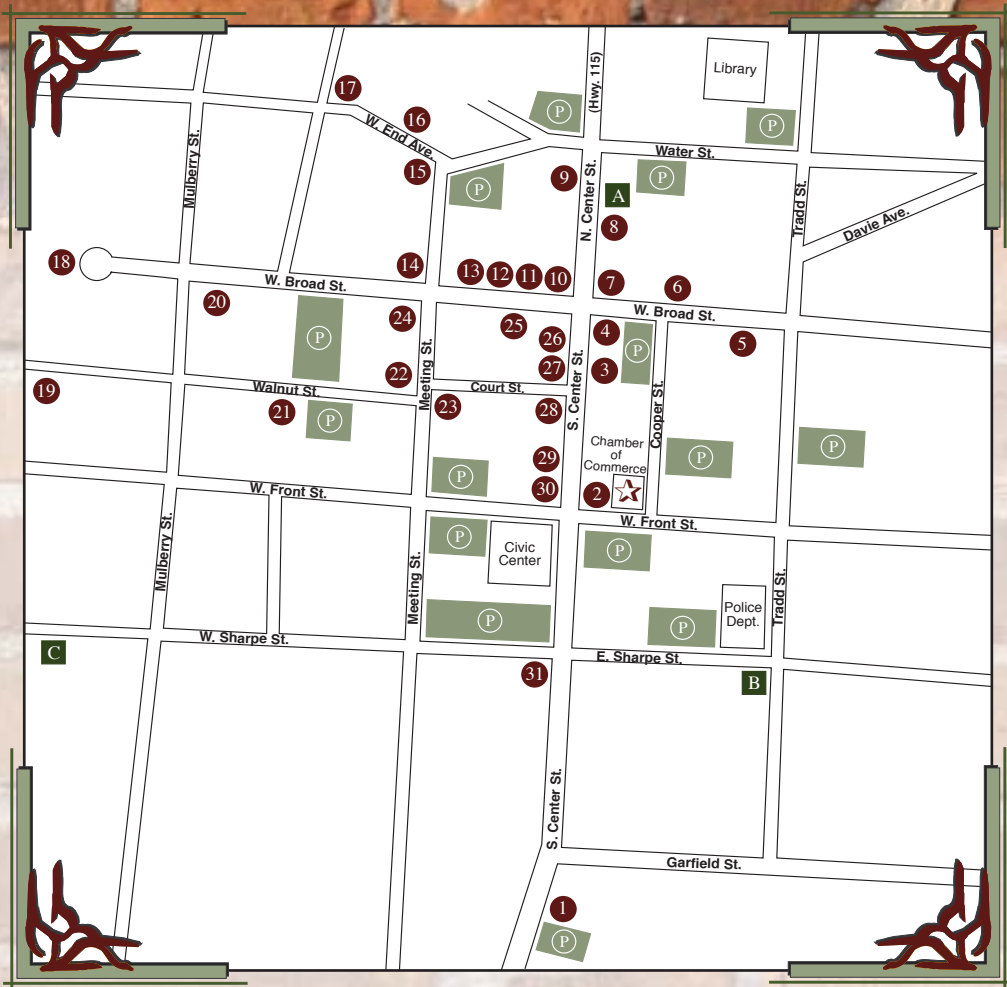 (Hwy. 115)
Library
17
P
16
P
W. End Ave.
Water St.
Mulberry St.
15
P
9
P
N. Center St.
A
Tradd St.
8
Davie Ave.
18
14
13
12
11
10
7
6
W. Broad St.
20
W. Broad St.
24
25
26
4
5
P
P
Meeting St.
22
27
3
S. Center St.
19
Walnut St.
Court St.
21
P
23
28
Cooper St.
Chamber
of
Commerce
29
P
P
P
30
2
W. Front St.
W. Front St.
Mulberry St.
P
Civic
Center
P
Meeting St.
Tradd St.
P
P
Police
Dept.
W. Sharpe St.
C
E. Sharpe St.
31
B
S. Center St.
Garfield St.
1
P